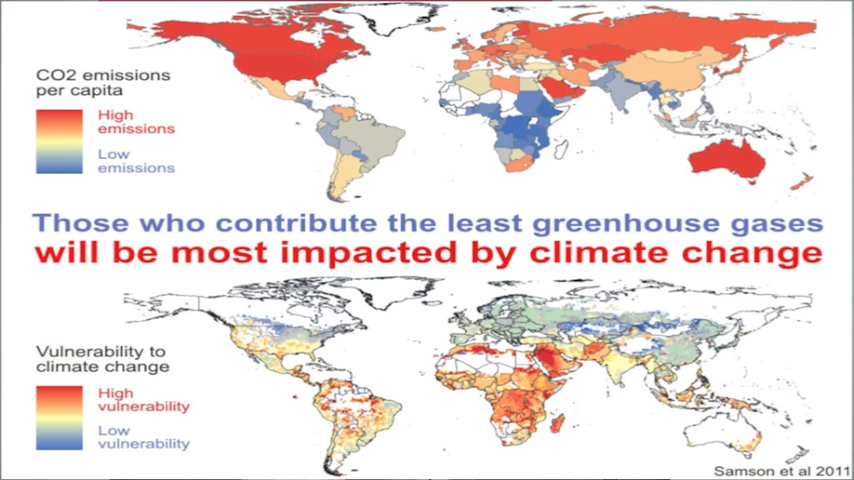 CO2 emissions
per capita
High
emissions
Low
emissions
Those who contribute the least greenhouse gases
will be most impacted by climate change
Vulnerability to
climate change
High
vulnerability
Low
vulnerability
Samson et al 2011